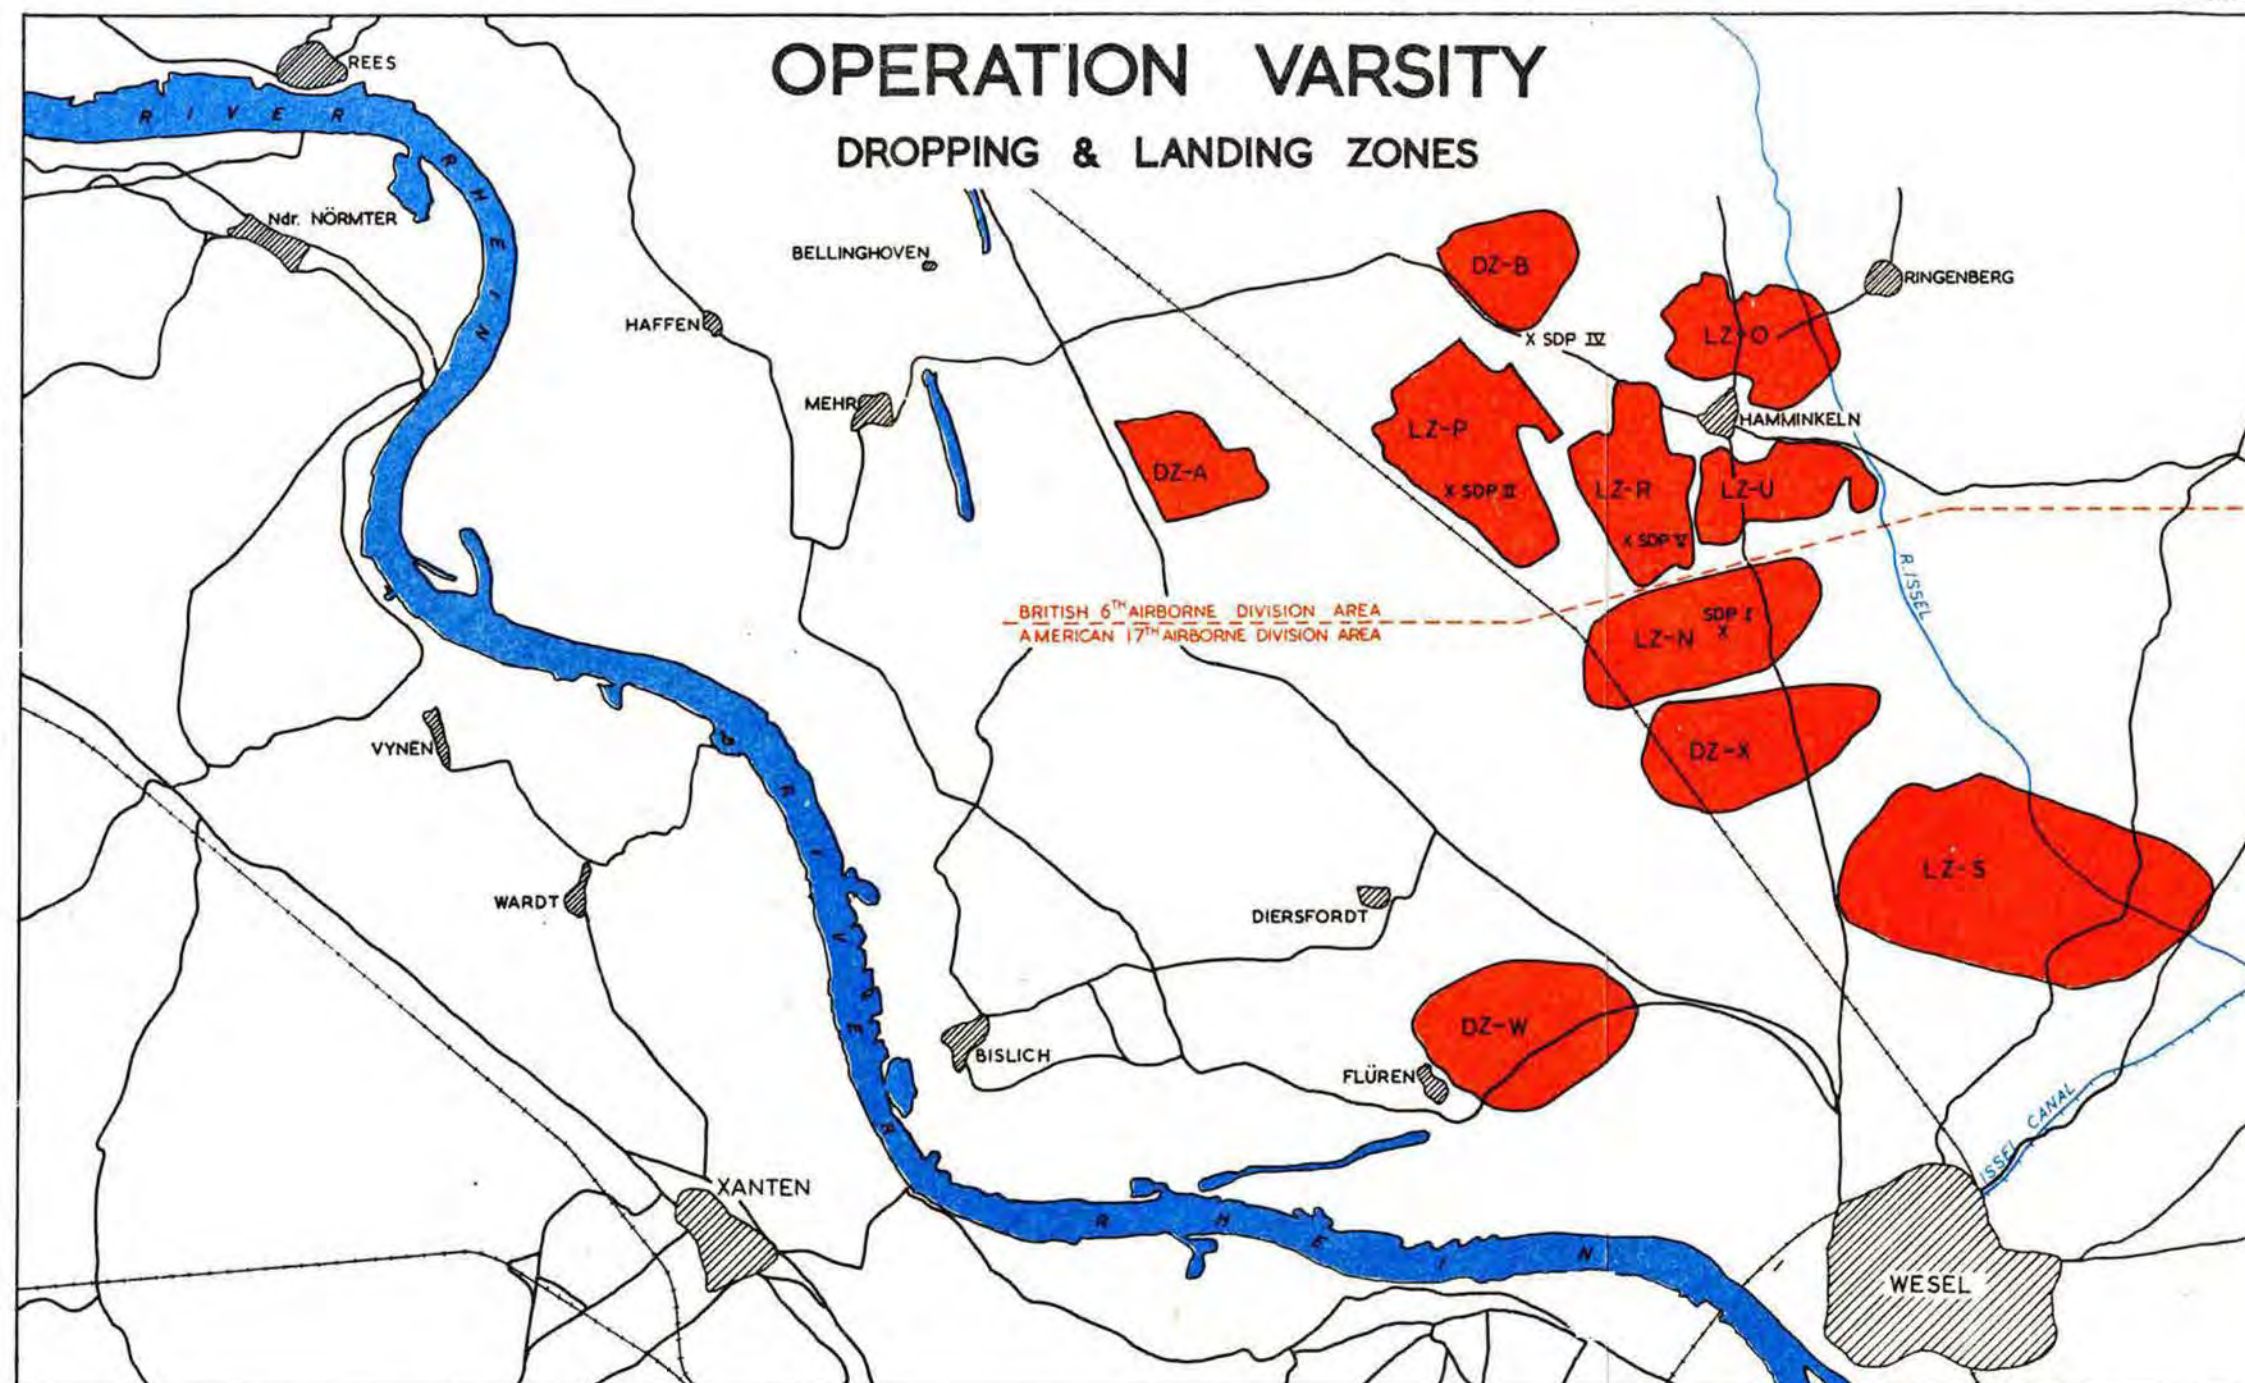 OPERATION VARSITY
DROPPING & LANDING ZONES
REES
RIVER RHEIN
Ndr. NÖRMTER
BELLINGHOVEN
HAFFEN
MEHR
DZ-B
LZ-O
RINGENBERG
X SDP IV
HAMMINKELN
LZ-P
DZ-A
X SDP II
LZ-R
LZ-U
X SDP V
R. ISSEL
BRITISH 6TH AIRBORNE DIVISION AREA
AMERICAN 17TH AIRBORNE DIVISION AREA
SDP I
X
LZ-N
DZ-X
VYNEN
LZ-S
WARDT
DIERSFORDT
RIVER RHEIN
DZ-W
BISLICH
FLÜREN
ISSEL CANAL
XANTEN
WESEL